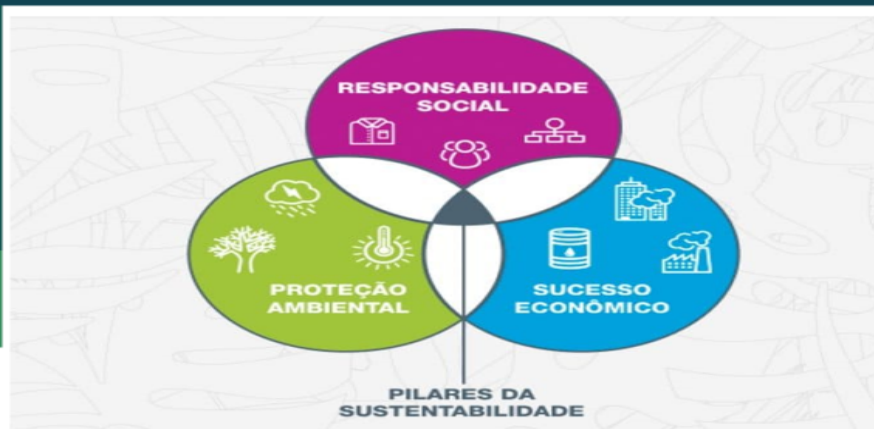 RESPONSABILIDADE
SOCIAL
PROTEÇÃO
AMBIENTAL
SUCESSO
ECONÔMICO
PILARES DA
SUSTENTABILIDADE